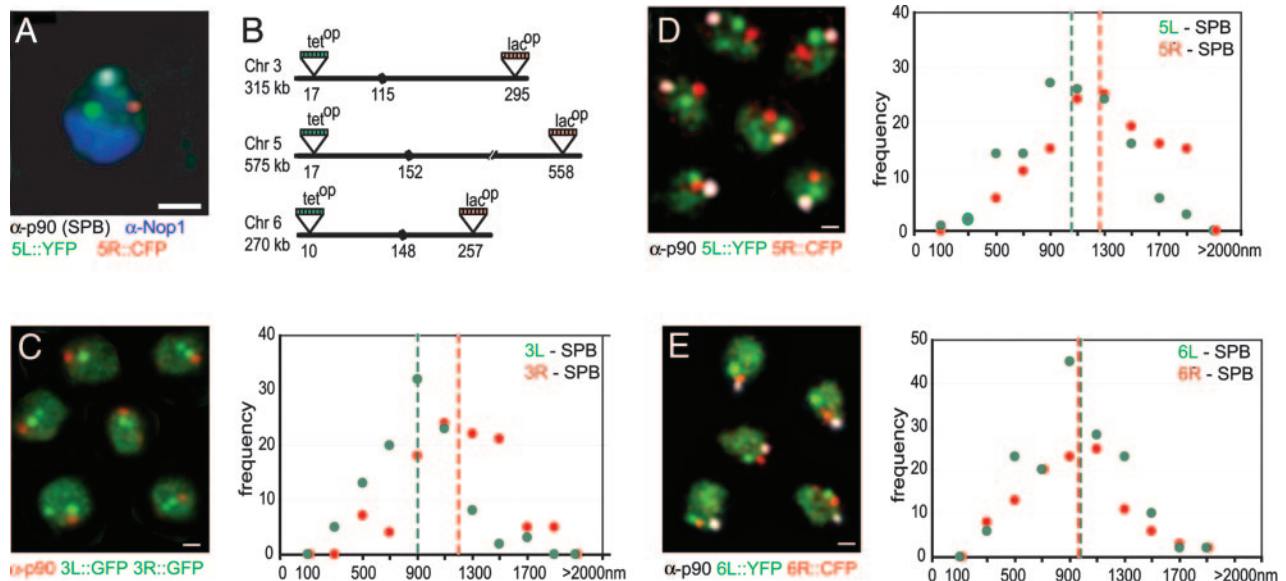 A
α-p90 (SPB) α-Nop1
5L::YFP 5R::CFP
B
tet^op lac^op
Chr 3
315 kb
17 115 295
tet^op lac^op
Chr 5
575 kb
17 152 558
tet^op lac^op
Chr 6
270 kb
10 148 257
D
α-p90 5L::YFP 5R::CFP
5L - SPB
5R - SPB
frequency
40
30
20
10
0
0 100 500 900 1300 1700 >2000nm
C
α-p90 3L::GFP 3R::GFP
3L - SPB
3R - SPB
frequency
40
30
20
10
0
0 100 500 900 1300 1700 >2000nm
E
α-p90 6L::YFP 6R::CFP
6L - SPB
6R - SPB
frequency
50
40
30
20
10
0
0 100 500 900 1300 1700 >2000nm